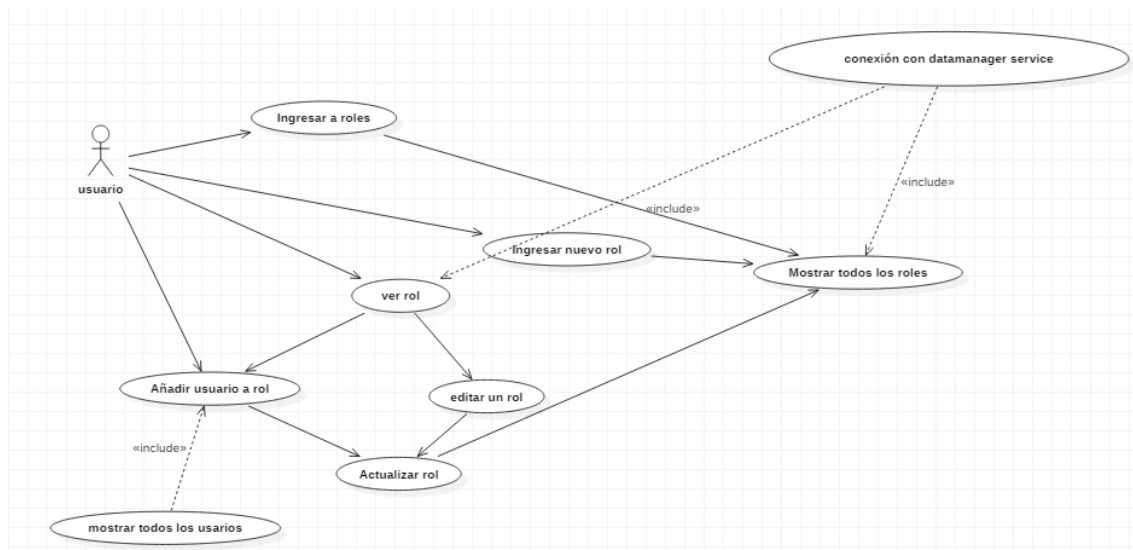 conexión con datamanager service
Ingresar a roles
usuario
«include»
«include»
Ingresar nuevo rol
Mostrar todos los roles
ver rol
Añadir usuario a rol
editar un rol
«include»
Actualizar rol
mostrar todos los usarios